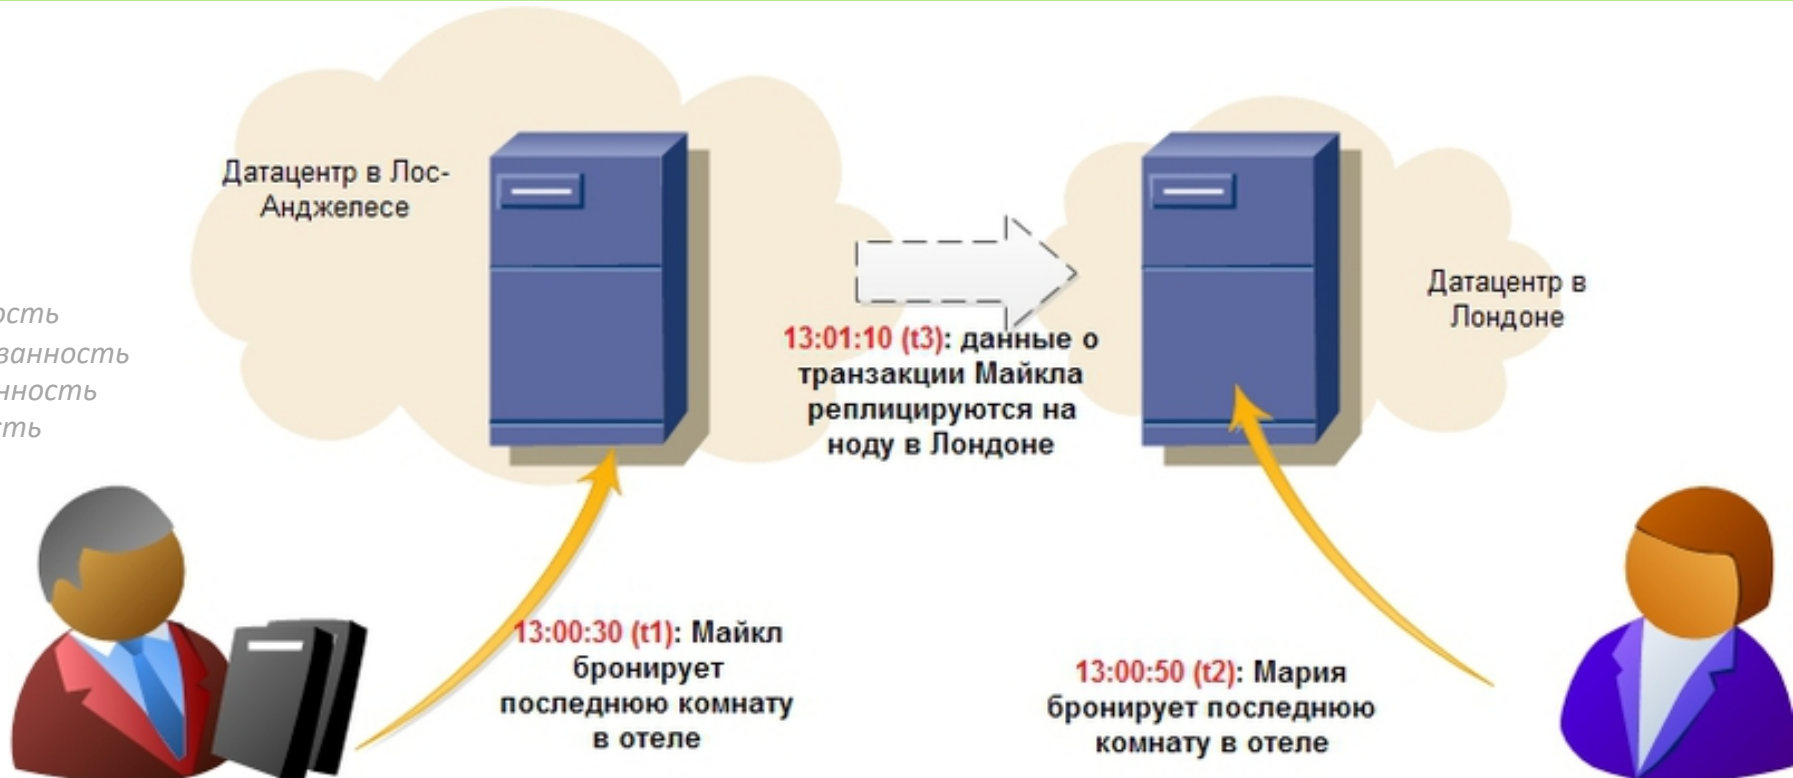 Датацентр в Лос-
Анджелесе
Датацентр в
Лондоне
13:01:10 (t3): данные о
транзакции Майкла
реплицируются на
ноду в Лондоне
13:00:30 (t1): Майкл
бронирует
последнюю комнату
в отеле
13:00:50 (t2): Мария
бронирует последнюю
комнату в отеле